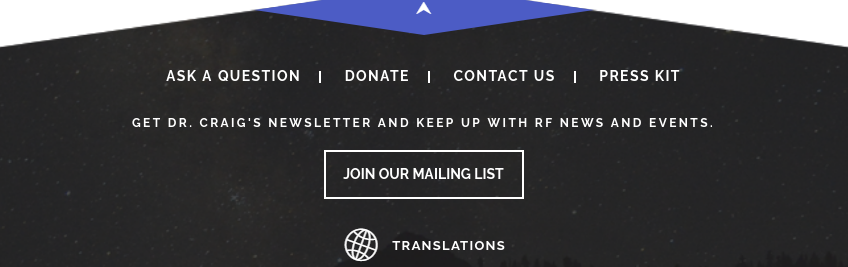 ASK A QUESTION | DONATE | CONTACT US | PRESS KIT
GET DR. CRAIG'S NEWSLETTER AND KEEP UP WITH RF NEWS AND EVENTS.
JOIN OUR MAILING LIST
TRANSLATIONS